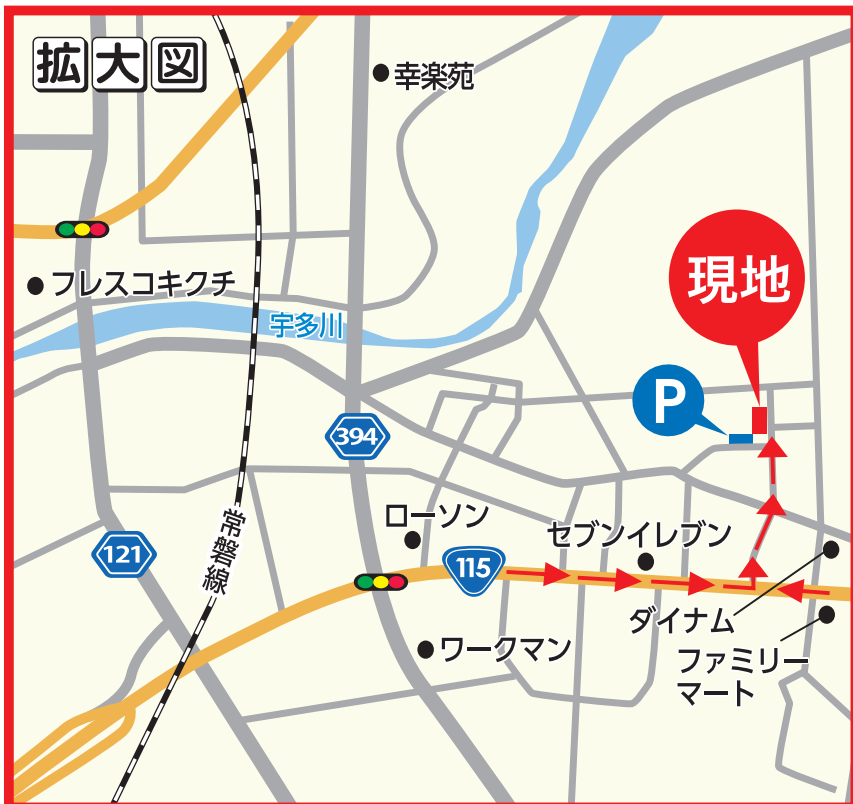 拡大図
幸楽苑
フレスコキクチ
宇多川
現地
P
394
ローソン
セブンイレブン
常磐線
121
115
ダイナム
ワークマン
ファミリー
マート